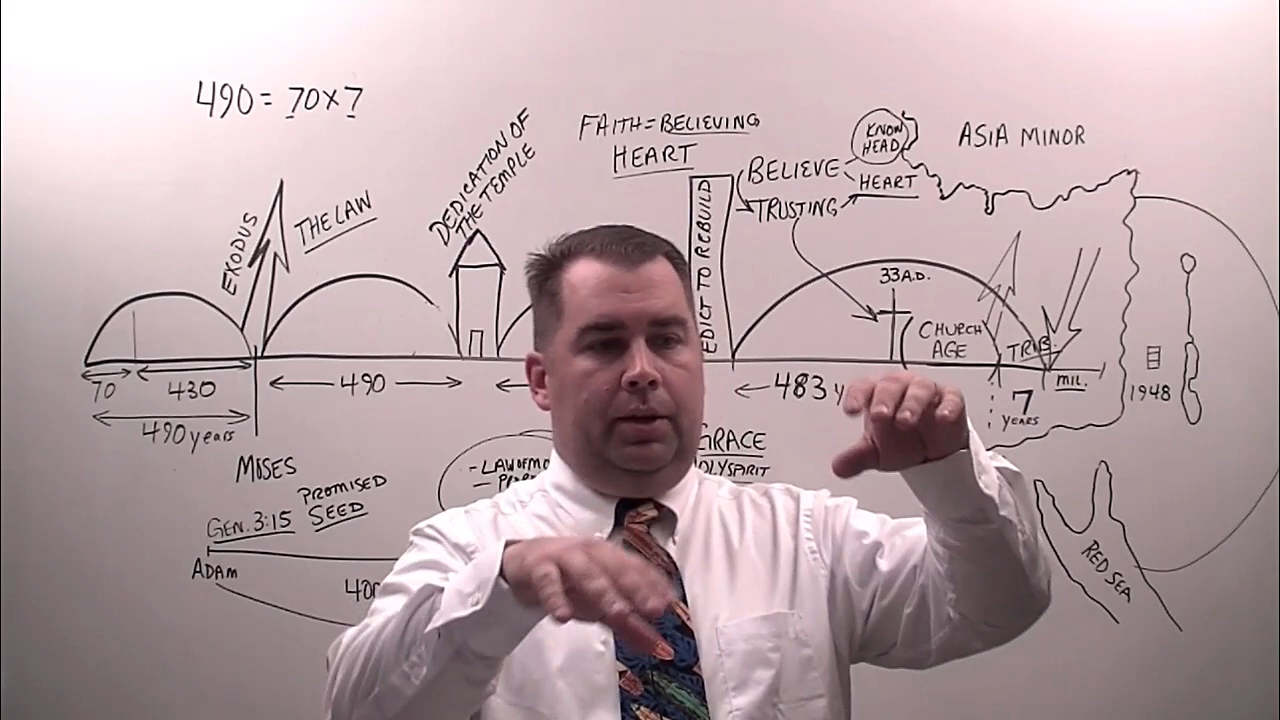 490 = 70x7
FAITH = BELIEVING
HEART
KNOW
HEAD
ASIA MINOR
BELIEVE
HEART
TRUSTING
DEDICATION OF
THE TEMPLE
EXODUS
THE LAW
EDICT TO REBUILD
33 A.D.
CHURCH
AGE
TRIB.
70
430
490
483
MIL.
1948
7
YEARS
490 years
MOSES
GRACE
PROMISED
SEED
GEN. 3:15
ADAM
RED SEA